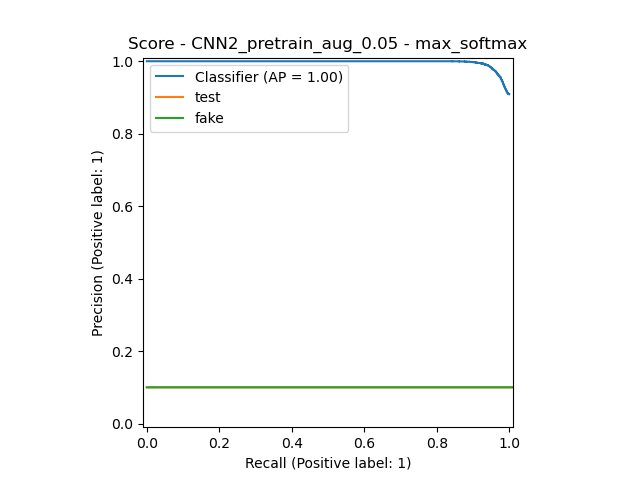 Score - CNN2_pretrain_aug_0.05 - max_softmax
Classifier (AP = 1.00)
test
fake
1.0
0.8
0.6
0.4
0.2
0.0
Precision (Positive label: 1)
0.0 0.2 0.4 0.6 0.8 1.0
Recall (Positive label: 1)